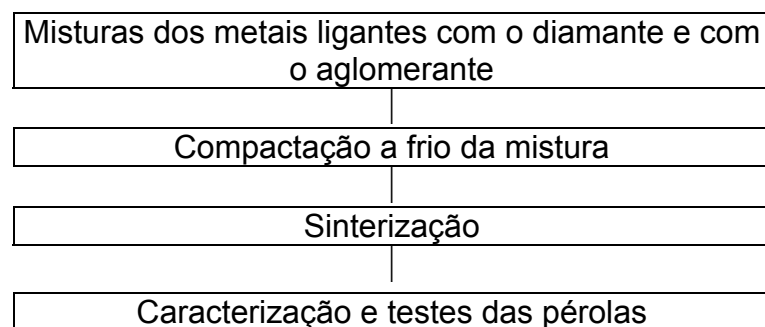 Misturas dos metais ligantes com o diamante e com
o aglomerante
Compactação a frio da mistura
Sinterização
Caracterização e testes das pérolas